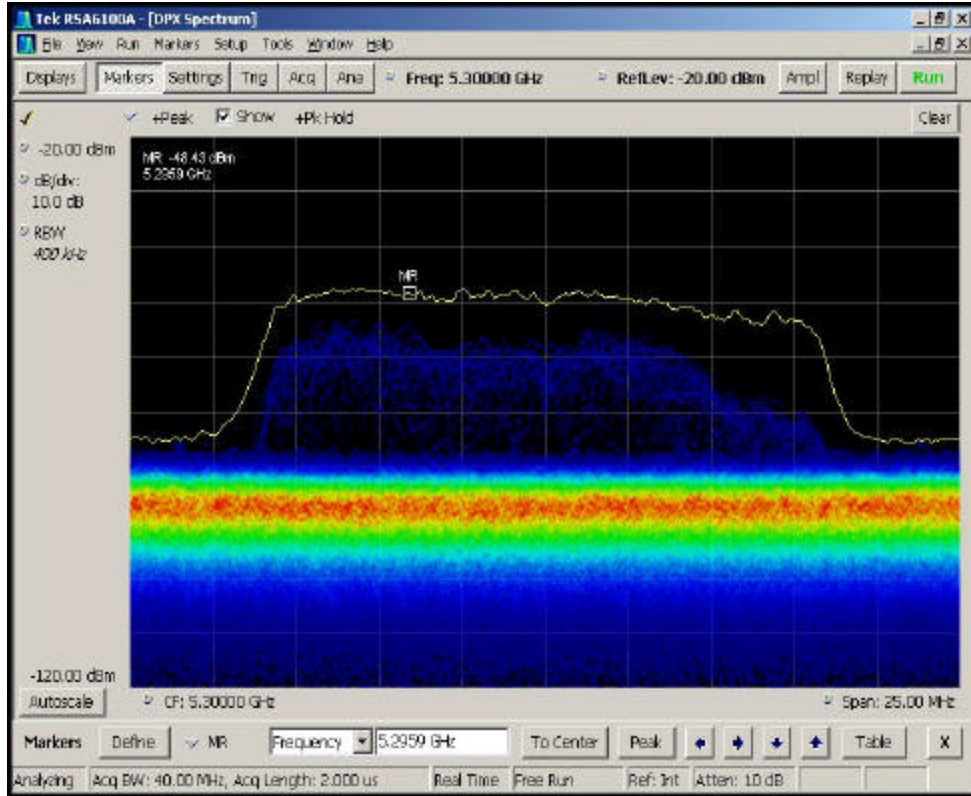 Tek RSA6100A - [DPX Spectrum]
File View Run Markers Setup Tools Window Help
Displays Markers Settings Trig Acq Ana Freq: 5.30000 GHz RefLev: -20.00 dBm Ampl Replay Run
+Peak Show +Pk Hold Clear
-20.00 dBm
dB/div:
10.0 dB
RBW
400 kHz
MR -48.43 dBm
5.2959 GHz
MR
-120.00 dBm
Autoscale CF: 5.30000 GHz Span: 25.00 MHz
Markers Define MR Frequency 5.2959 GHz To Center Peak Table X
Analyzing Acq BW: 40.00 MHz, Acq Length: 2.000 us Real Time Free Run Ref: Int Atten: 10 dB